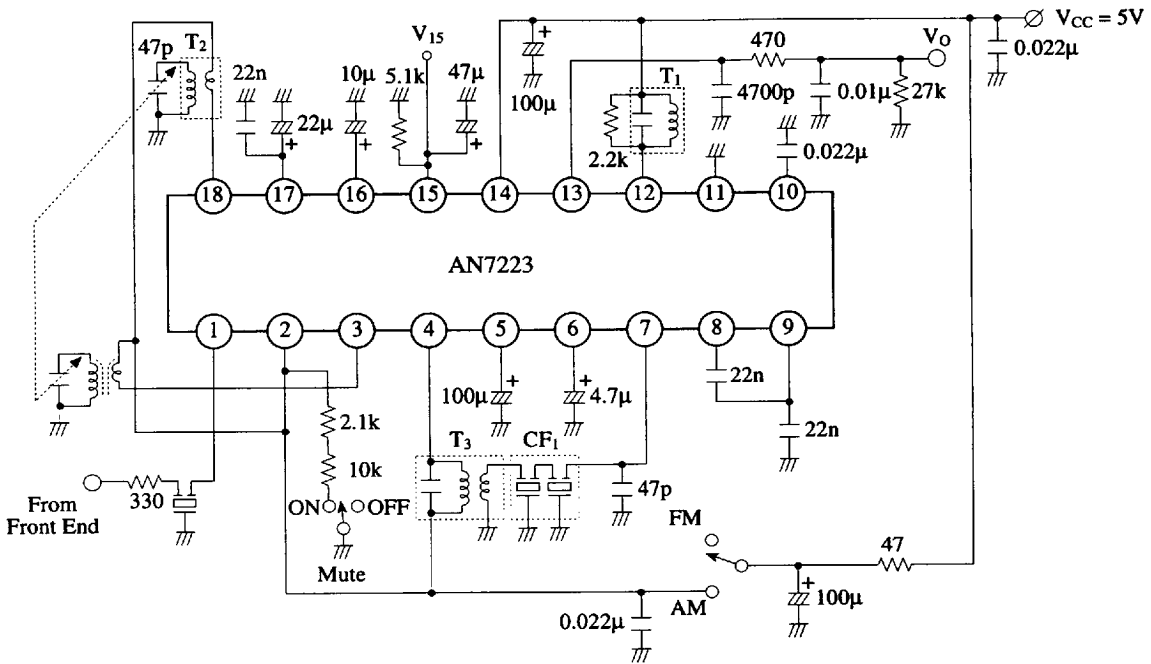 V₁₅
V_CC = 5V
47p
T₂
22n
22μ
10μ
5.1k
47μ
100μ
2.2k
T₁
470
V_O
0.022μ
4700p
0.01μ
27k
0.022μ
18
17
16
15
14
13
12
11
10
AN7223
1
2
3
4
5
6
7
8
9
100μ
4.7μ
22n
22n
2.1k
10k
T₃
CF₁
47p
From
Front End
330
ON
OFF
Mute
FM
AM
47
100μ
0.022μ